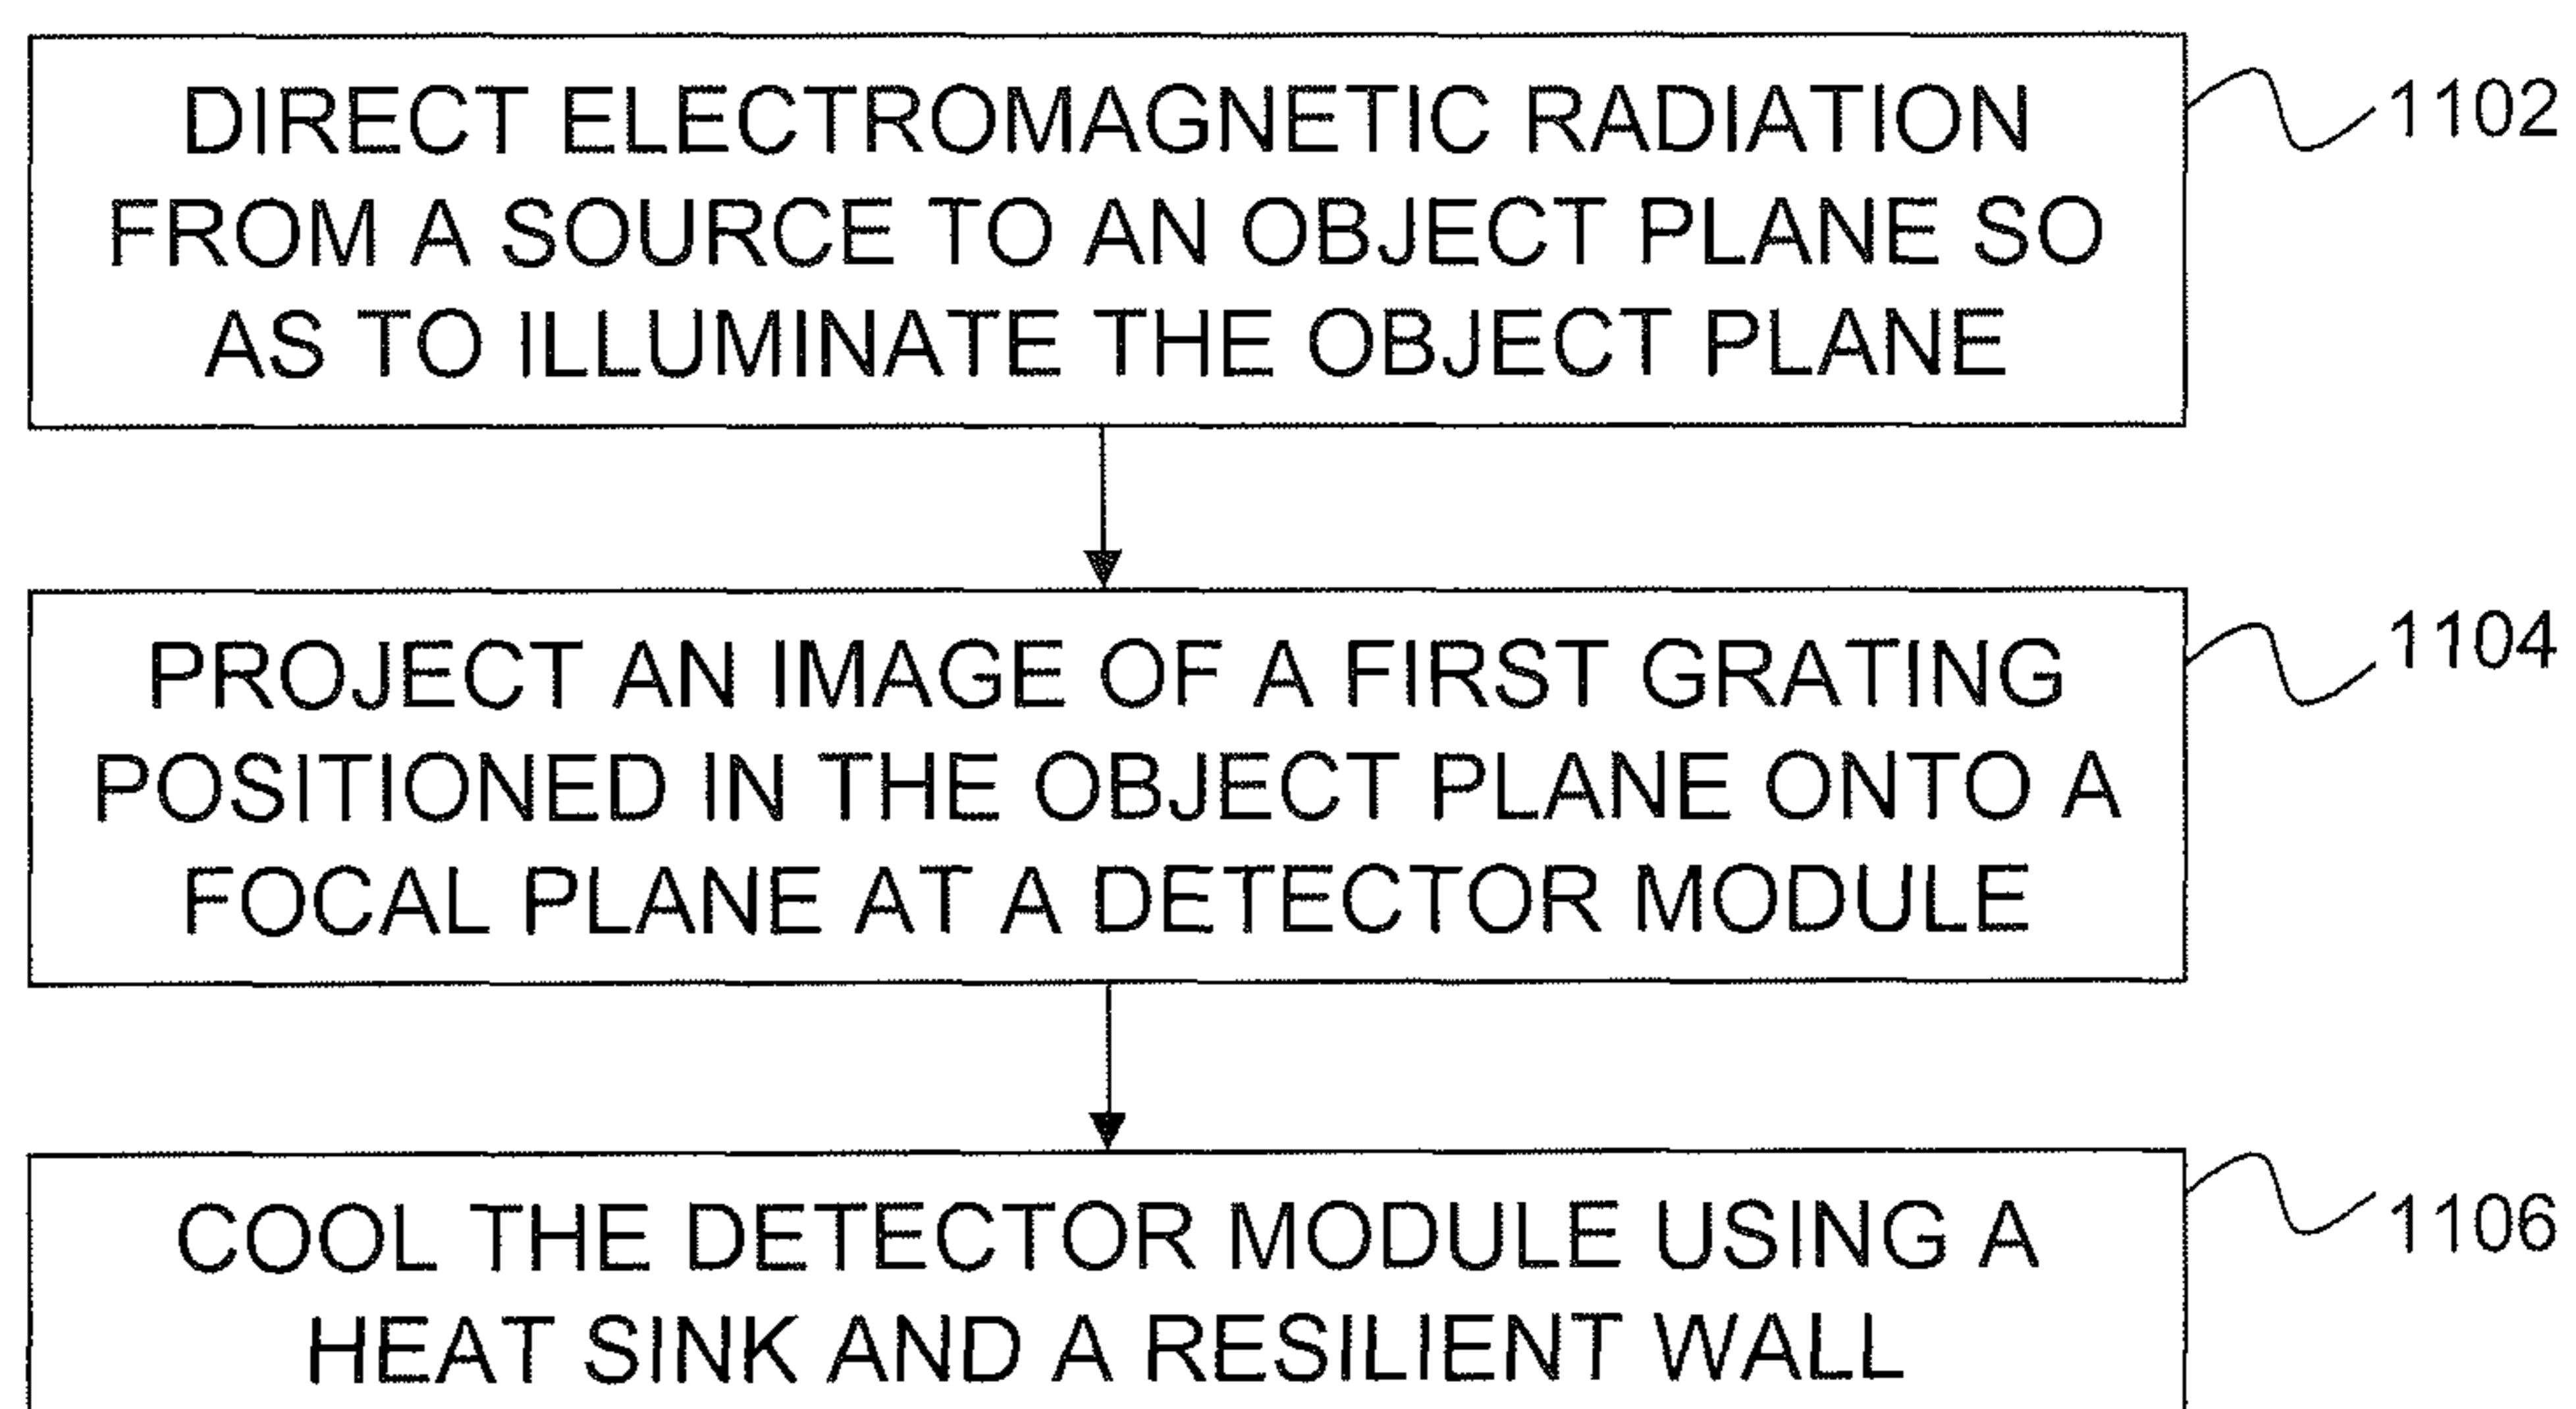 DIRECT ELECTROMAGNETIC RADIATION
FROM A SOURCE TO AN OBJECT PLANE SO
AS TO ILLUMINATE THE OBJECT PLANE
1102
PROJECT AN IMAGE OF A FIRST GRATING
POSITIONED IN THE OBJECT PLANE ONTO A
FOCAL PLANE AT A DETECTOR MODULE
1104
COOL THE DETECTOR MODULE USING A
HEAT SINK AND A RESILIENT WALL
1106